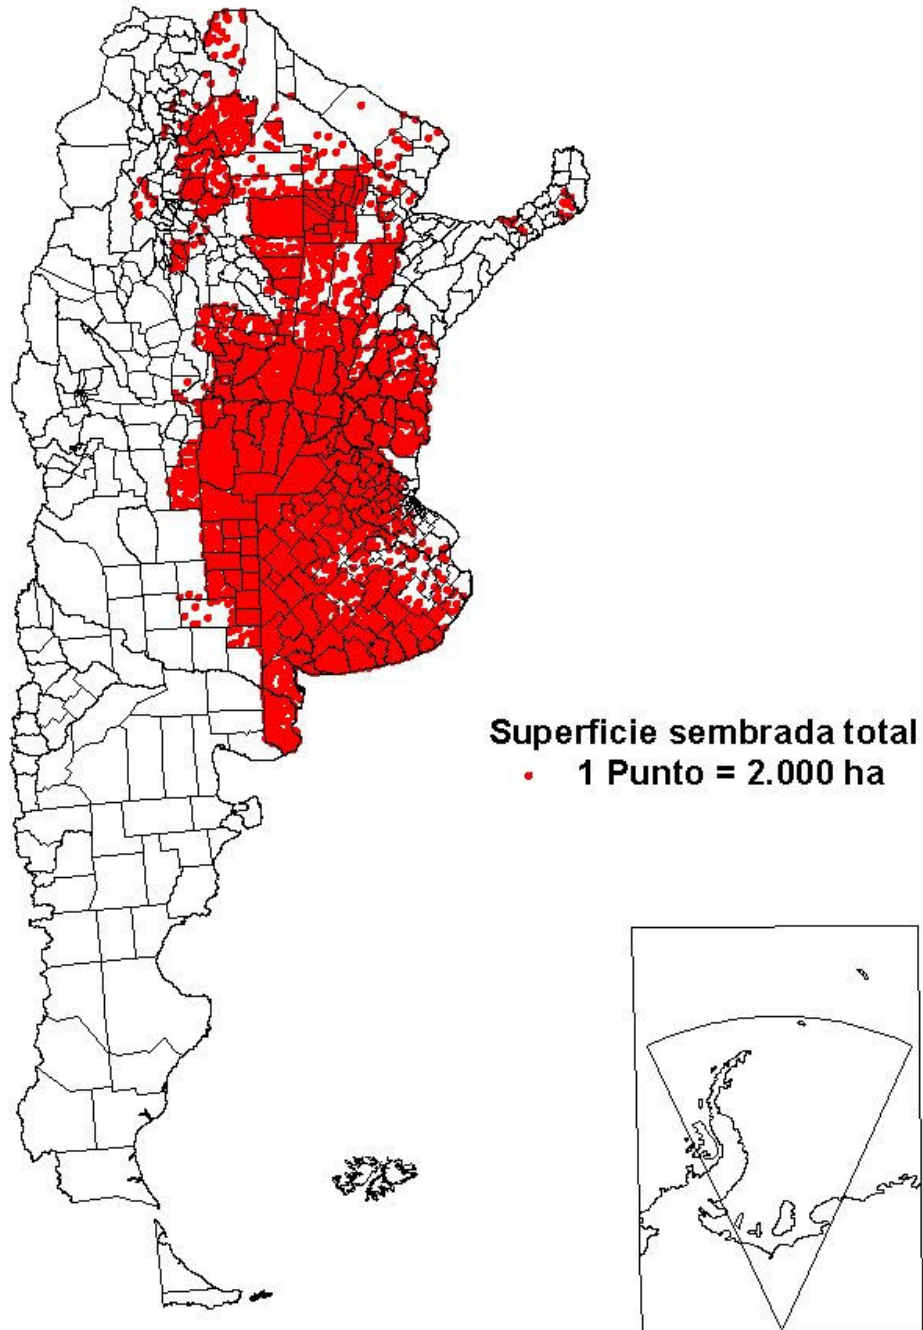 Superficie sembrada total
1 Punto = 2.000 ha